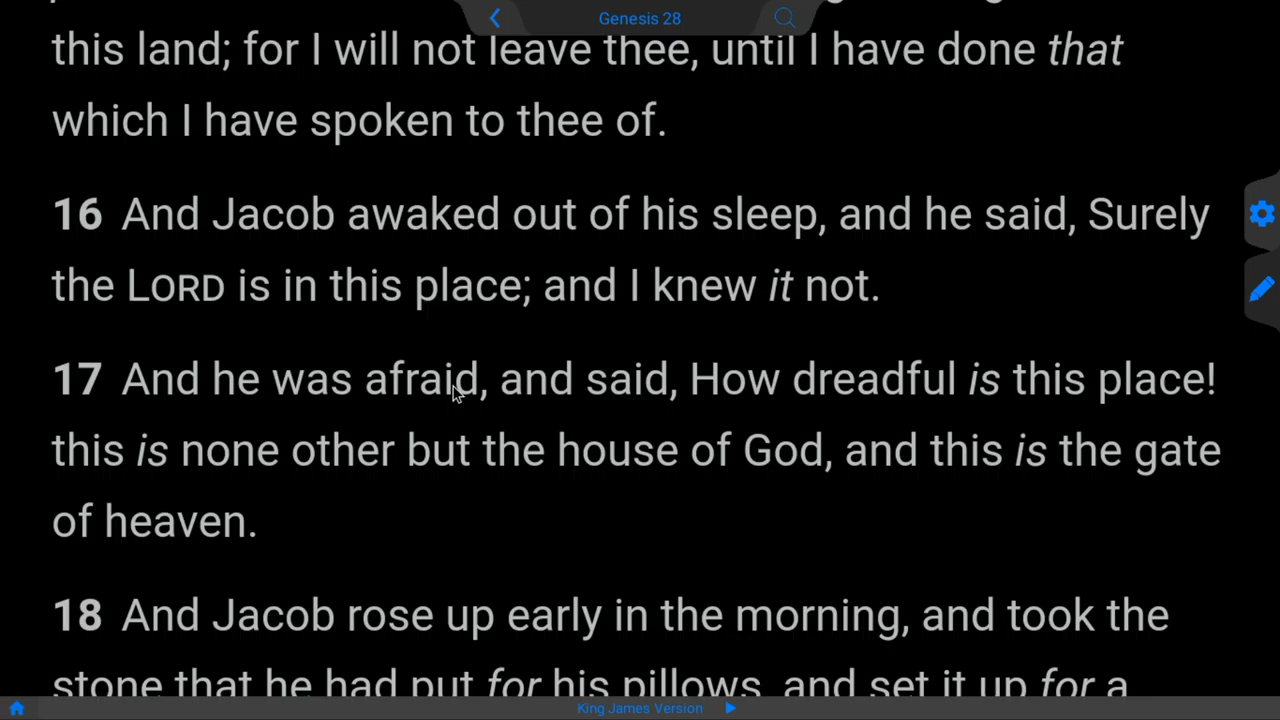 Genesis 28
this land; for I will not leave thee, until I have done that
which I have spoken to thee of.
16 And Jacob awaked out of his sleep, and he said, Surely
the LORD is in this place; and I knew it not.
17 And he was afraid, and said, How dreadful is this place!
this is none other but the house of God, and this is the gate
of heaven.
18 And Jacob rose up early in the morning, and took the
stone that he had put for his pillows, and set it up for a
King James Version